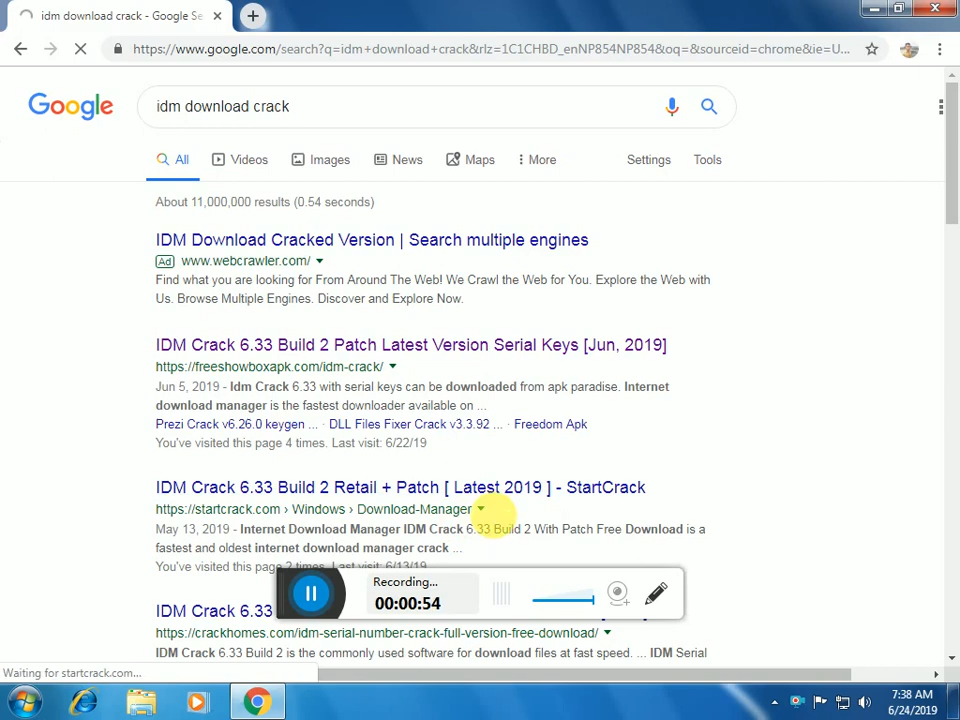 idm download crack - Google Se
https://www.google.com/search?q=idm+download+crack&rlz=1C1CHBD_enNP854NP854&oq=&sourceid=chrome&ie=U...
Google
idm download crack
All
Videos
Images
News
Maps
More
Settings
Tools
About 11,000,000 results (0.54 seconds)
IDM Download Cracked Version | Search multiple engines
Ad www.webcrawler.com/
Find what you are looking for From Around The Web! We Crawl the Web for You. Explore the Web with
Us. Browse Multiple Engines. Discover and Explore Now.
IDM Crack 6.33 Build 2 Patch Latest Version Serial Keys [Jun, 2019]
https://freeshowboxapk.com/idm-crack/
Jun 5, 2019 - Idm Crack 6.33 with serial keys can be downloaded from apk paradise. Internet
download manager is the fastest downloader available on ...
Prezi Crack v6.26.0 keygen ... · DLL Files Fixer Crack v3.3.92 ... · Freedom Apk
You've visited this page 4 times. Last visit: 6/22/19
IDM Crack 6.33 Build 2 Retail + Patch [ Latest 2019 ] - StartCrack
https://startcrack.com › Windows › Download-Manager
May 13, 2019 - Internet Download Manager IDM Crack 6.33 Build 2 With Patch Free Download is a
fastest and oldest internet download manager crack ...
You've visited this page 2 times. Last visit: 6/13/19
Recording...
00:00:54
IDM Crack 6.33
https://crackhomes.com/idm-serial-number-crack-full-version-free-download/
IDM Crack 6.33 Build 2 is the commonly used software for download files at fast speed. ... IDM Serial
Waiting for startcrack.com...
7:38 AM
6/24/2019